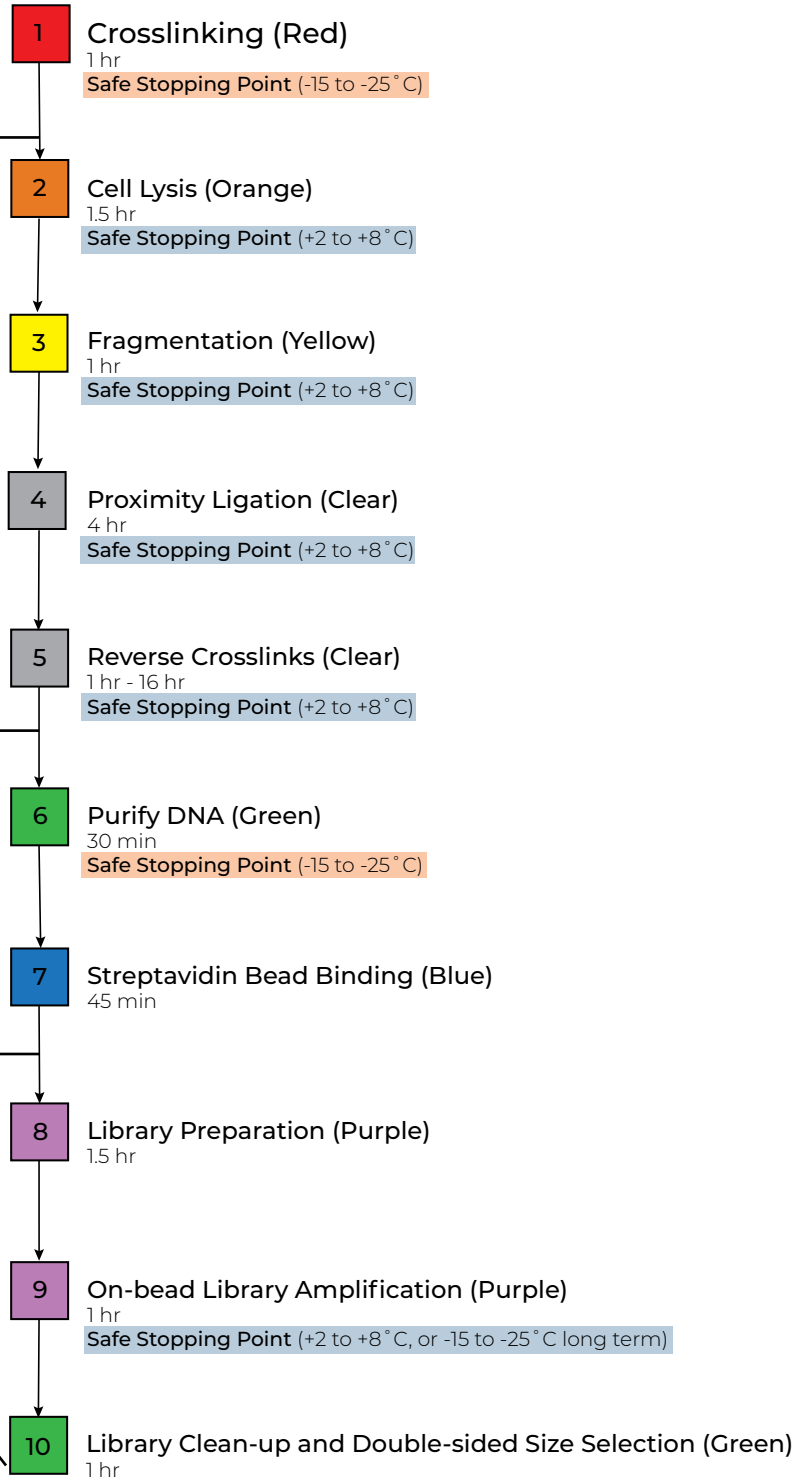 1
Crosslinking (Red)
1 hr
Safe Stopping Point (-15 to -25˚C)
2
Cell Lysis (Orange)
1.5 hr
Safe Stopping Point (+2 to +8˚C)
3
Fragmentation (Yellow)
1 hr
Safe Stopping Point (+2 to +8˚C)
4
Proximity Ligation (Clear)
4 hr
Safe Stopping Point (+2 to +8˚C)
5
Reverse Crosslinks (Clear)
1 hr - 16 hr
Safe Stopping Point (+2 to +8˚C)
6
Purify DNA (Green)
30 min
Safe Stopping Point (-15 to -25˚C)
7
Streptavidin Bead Binding (Blue)
45 min
8
Library Preparation (Purple)
1.5 hr
9
On-bead Library Amplification (Purple)
1 hr
Safe Stopping Point (+2 to +8˚C, or -15 to -25˚C long term)
10
Library Clean-up and Double-sided Size Selection (Green)
1 hr